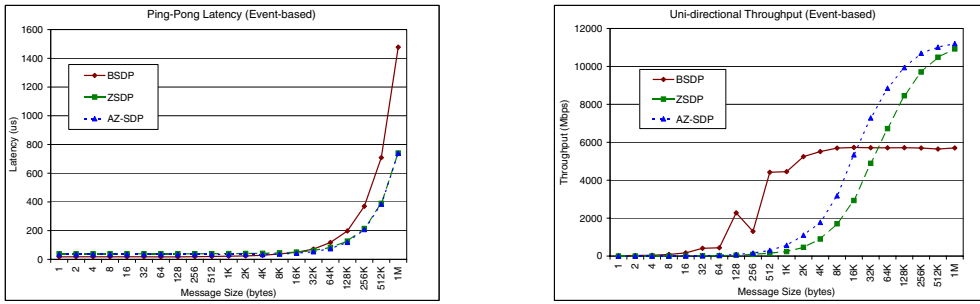 Ping-Pong Latency (Event-based)
1600
1400
1200
1000
800
600
400
200
0
Latency (us)
BSDP
ZSDP
AZ-SDP
1 2 4 8 16 32 64 128 256 512 1K 2K 4K 8K 16K 32K 64K 128K 256K 512K 1M
Message Size (bytes)
Uni-directional Throughput (Event-based)
12000
10000
8000
6000
4000
2000
0
Throughput (Mbps)
BSDP
ZSDP
AZ-SDP
1 2 4 8 16 32 64 128 256 512 1K 2K 4K 8K 16K 32K 64K 128K 256K 512K 1M
Message Size (bytes)